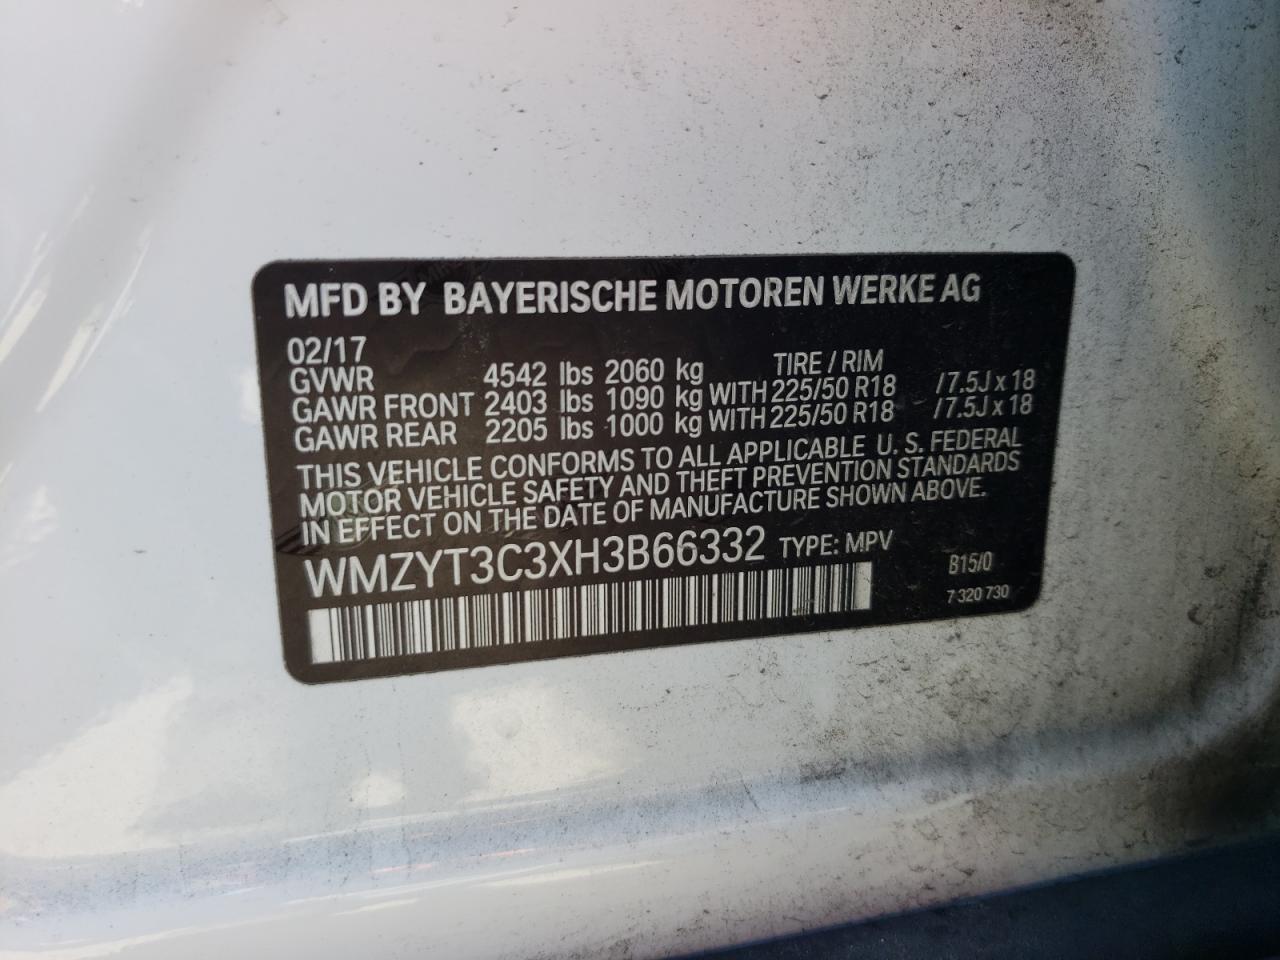 MFD BY BAYERISCHE MOTOREN WERKE AG
02/17 TIRE / RIM
GVWR 4542 lbs 2060 kg
GAWR FRONT 2403 lbs 1090 kg WITH 225/50 R18 /7.5J x 18
GAWR REAR 2205 lbs 1000 kg WITH 225/50 R18 /7.5J x 18
THIS VEHICLE CONFORMS TO ALL APPLICABLE U. S. FEDERAL
MOTOR VEHICLE SAFETY AND THEFT PREVENTION STANDARDS
IN EFFECT ON THE DATE OF MANUFACTURE SHOWN ABOVE.
WMZYT3C3XH3B66332 TYPE: MPV
B15/0
7 320 730